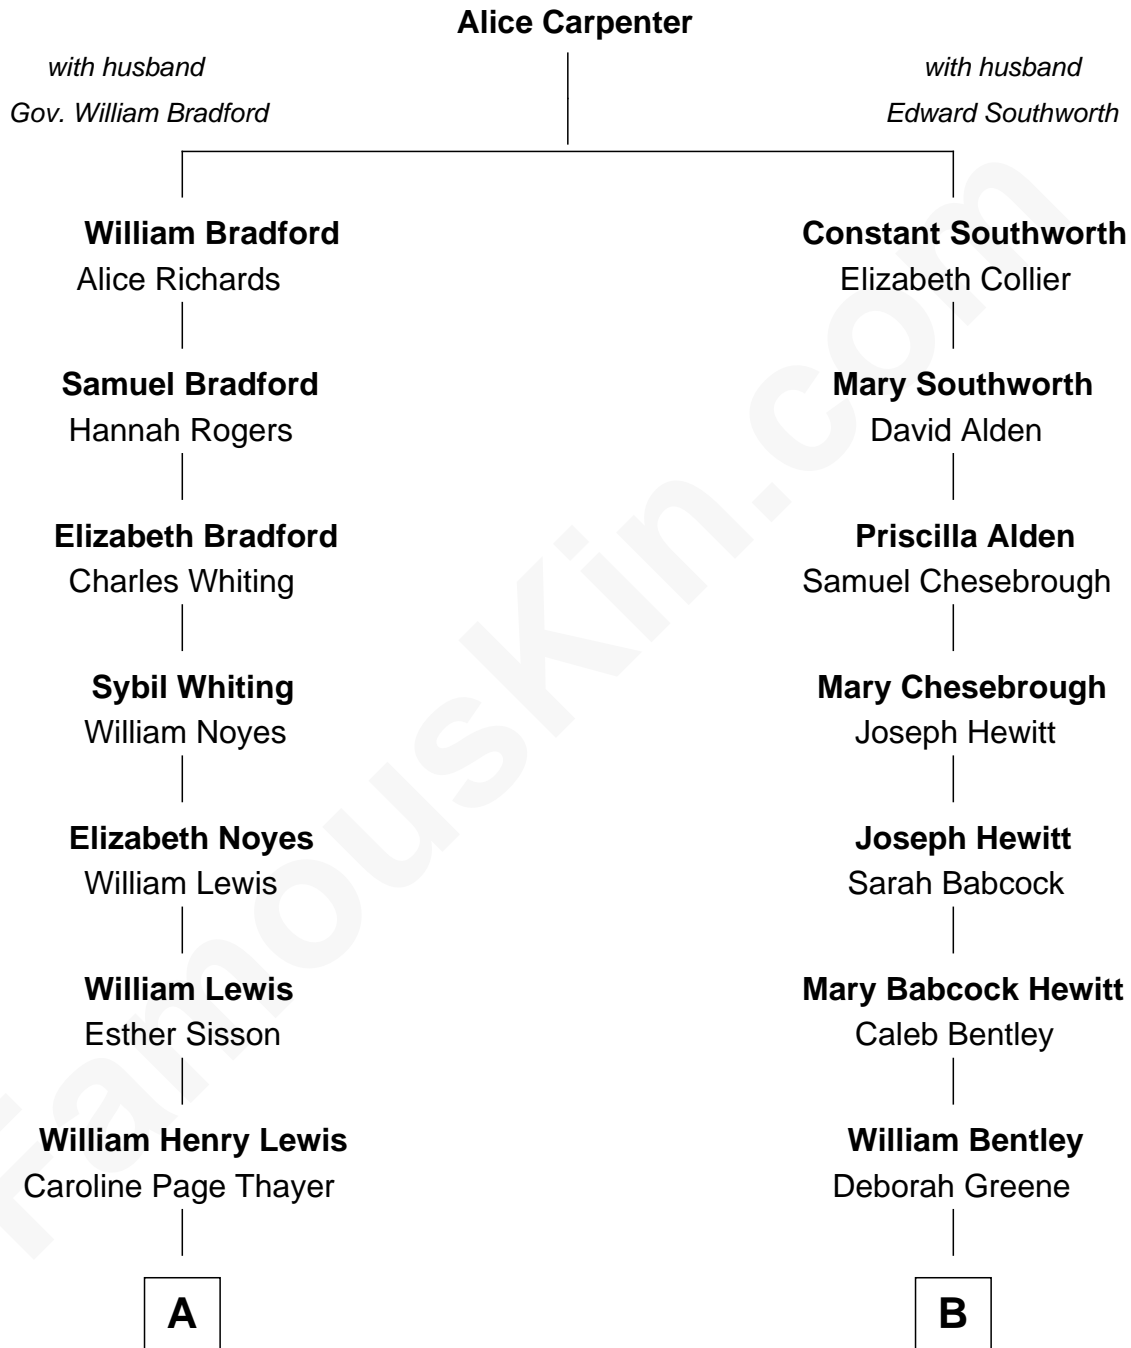 Alice Carpenter
with husband
Gov. William Bradford
with husband
Edward Southworth
William Bradford
Alice Richards
Constant Southworth
Elizabeth Collier
Samuel Bradford
Hannah Rogers
Mary Southworth
David Alden
Elizabeth Bradford
Charles Whiting
Priscilla Alden
Samuel Chesebrough
Sybil Whiting
William Noyes
Mary Chesebrough
Joseph Hewitt
Elizabeth Noyes
William Lewis
Joseph Hewitt
Sarah Babcock
William Lewis
Esther Sisson
Mary Babcock Hewitt
Caleb Bentley
William Henry Lewis
Caroline Page Thayer
William Bentley
Deborah Greene
A
B
FamousKin.com